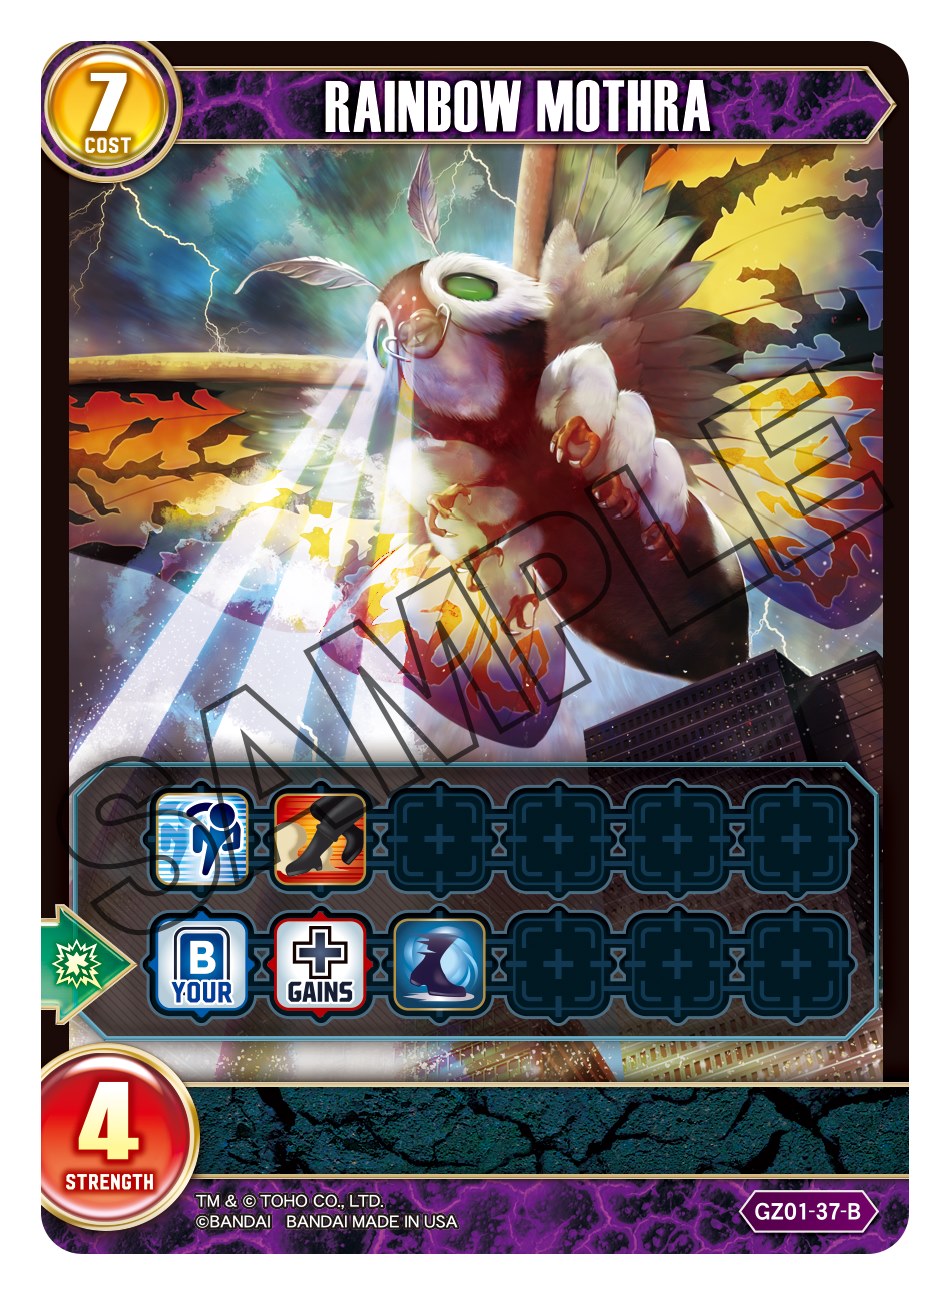 7
COST
RAINBOW MOTHRA
SAMPLE
B
YOUR
GAINS
4
STRENGTH
TM & © TOHO CO., LTD.
©BANDAI BANDAI MADE IN USA
GZ01-37-B